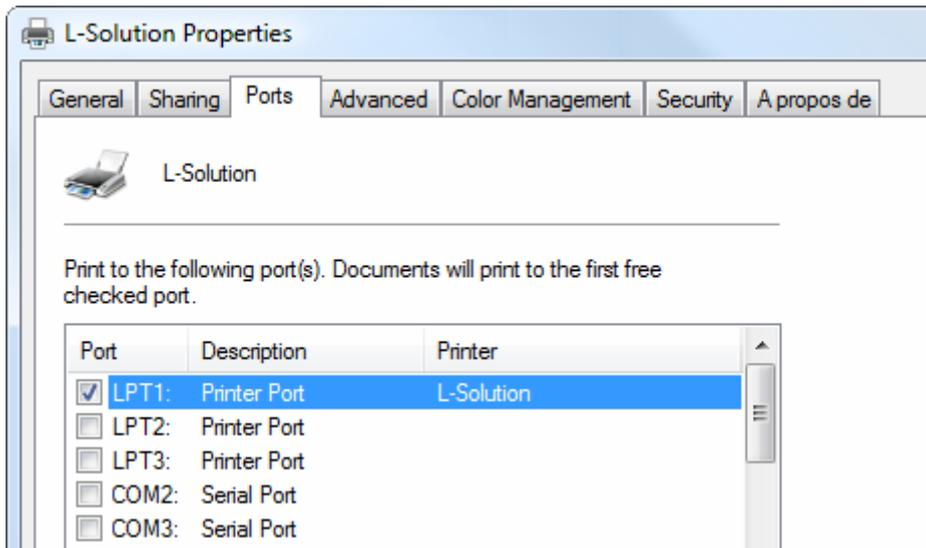 L-Solution Properties
General Sharing Ports Advanced Color Management Security A propos de
L-Solution
Print to the following port(s). Documents will print to the first free
checked port.
Port Description Printer
LPT1: Printer Port L-Solution
LPT2: Printer Port
LPT3: Printer Port
COM2: Serial Port
COM3: Serial Port